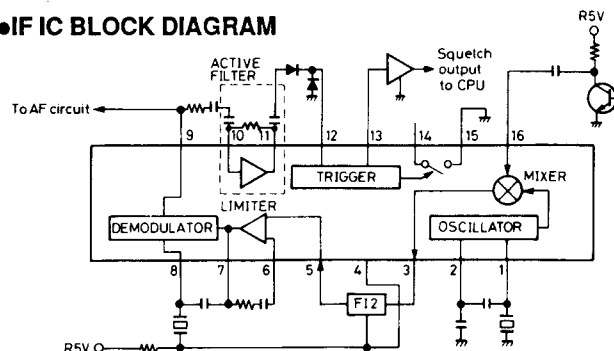 ●IF IC BLOCK DIAGRAM
R5V
ACTIVE
FILTER
Squelch
output
to CPU
To AF circuit
9
10
11
12
13
14
15
16
TRIGGER
MIXER
LIMITER
DEMODULATOR
OSCILLATOR
8
7
6
5
4
3
2
1
FI2
R5V